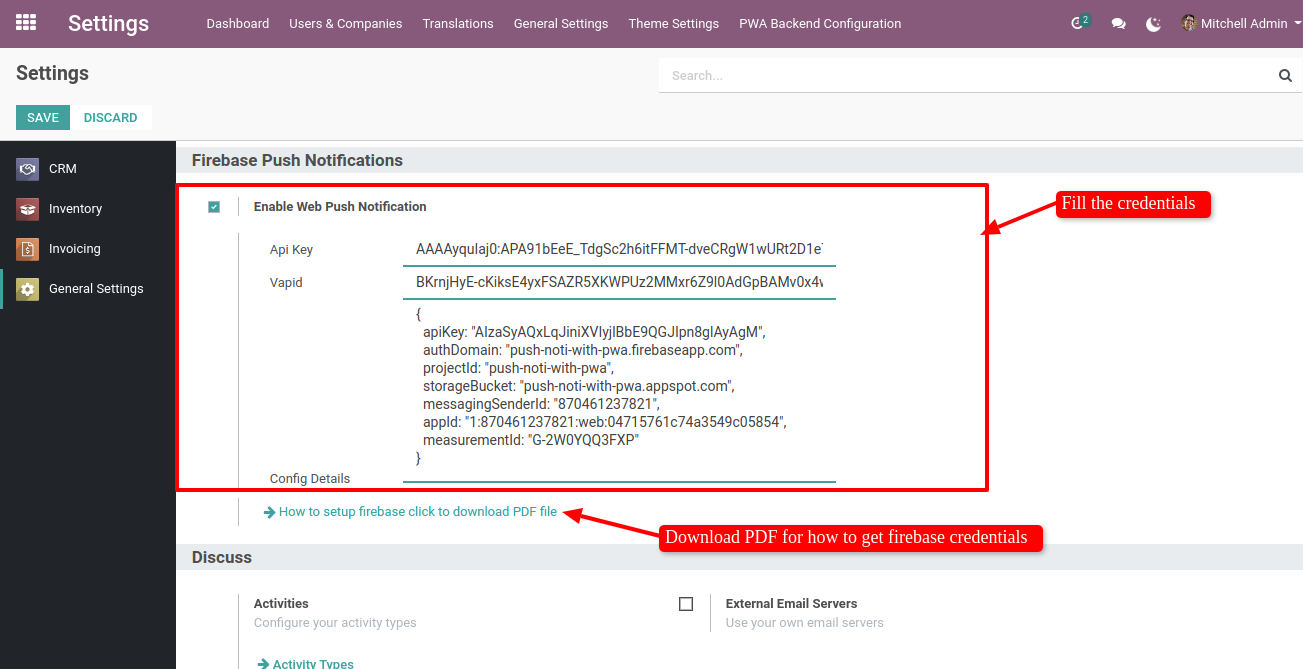 Settings Dashboard Users & Companies Translations General Settings Theme Settings PWA Backend Configuration 2 Mitchell Admin
Settings
Search...
SAVE DISCARD
CRM
Inventory
Invoicing
General Settings
Firebase Push Notifications
Enable Web Push Notification
Fill the credentials
Api Key AAAAyquIaj0:APA91bEeE_TdgSc2h6itFFMT-dveCRgW1wURt2D1e
Vapid BKrnjHyE-cKiksE4yxFSAZR5XKWPUz2MMxr6Z9l0AdGpBAMv0x4
{
apiKey: "AIzaSyAQxLqJiniXVIyjIBbE9QGJIpn8gIAyAgM",
authDomain: "push-noti-with-pwa.firebaseapp.com",
projectId: "push-noti-with-pwa",
storageBucket: "push-noti-with-pwa.appspot.com",
messagingSenderId: "870461237821",
appId: "1:870461237821:web:04715761c74a3549c05854",
measurementId: "G-2W0YQQ3FXP"
}
Config Details
How to setup firebase click to download PDF file
Download PDF for how to get firebase credentials
Discuss
Activities
Configure your activity types
Activity Types
External Email Servers
Use your own email servers